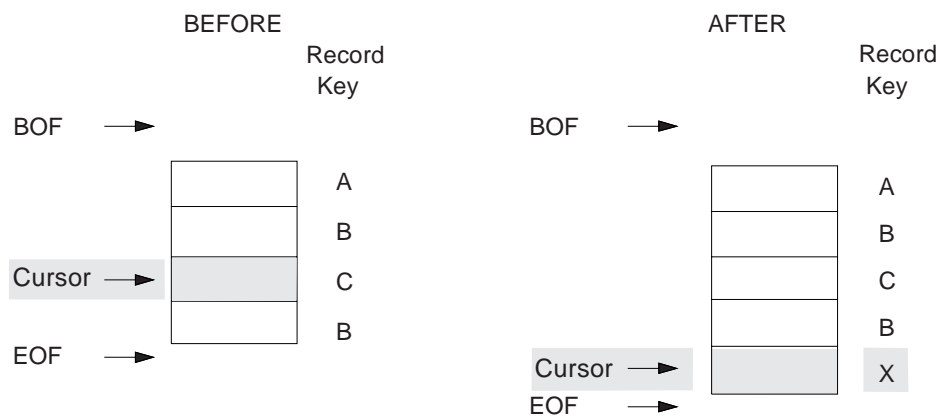 BEFORE
Record
Key
BOF
A
B
Cursor
C
B
EOF
AFTER
Record
Key
BOF
A
B
C
B
Cursor
X
EOF